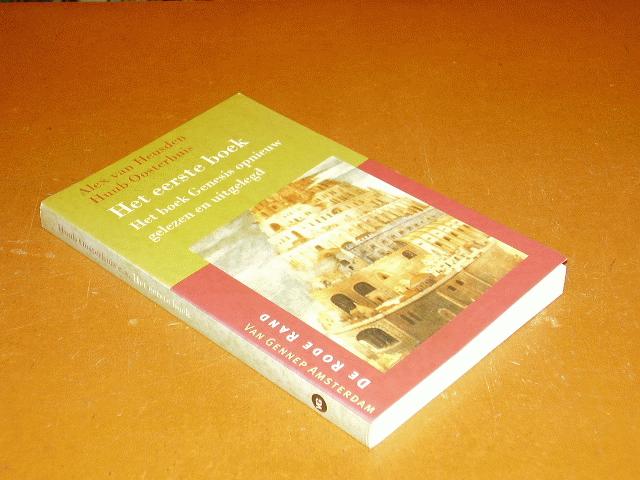 Alex van Heusden
Huub Oosterhuis
Het eerste boek
Het boek Genesis opnieuw
gelezen en uitgelegd
DE RODE RAND
VAN GENNEP AMSTERDAM
Huub Oosterhuis e.a. Het eerste boek